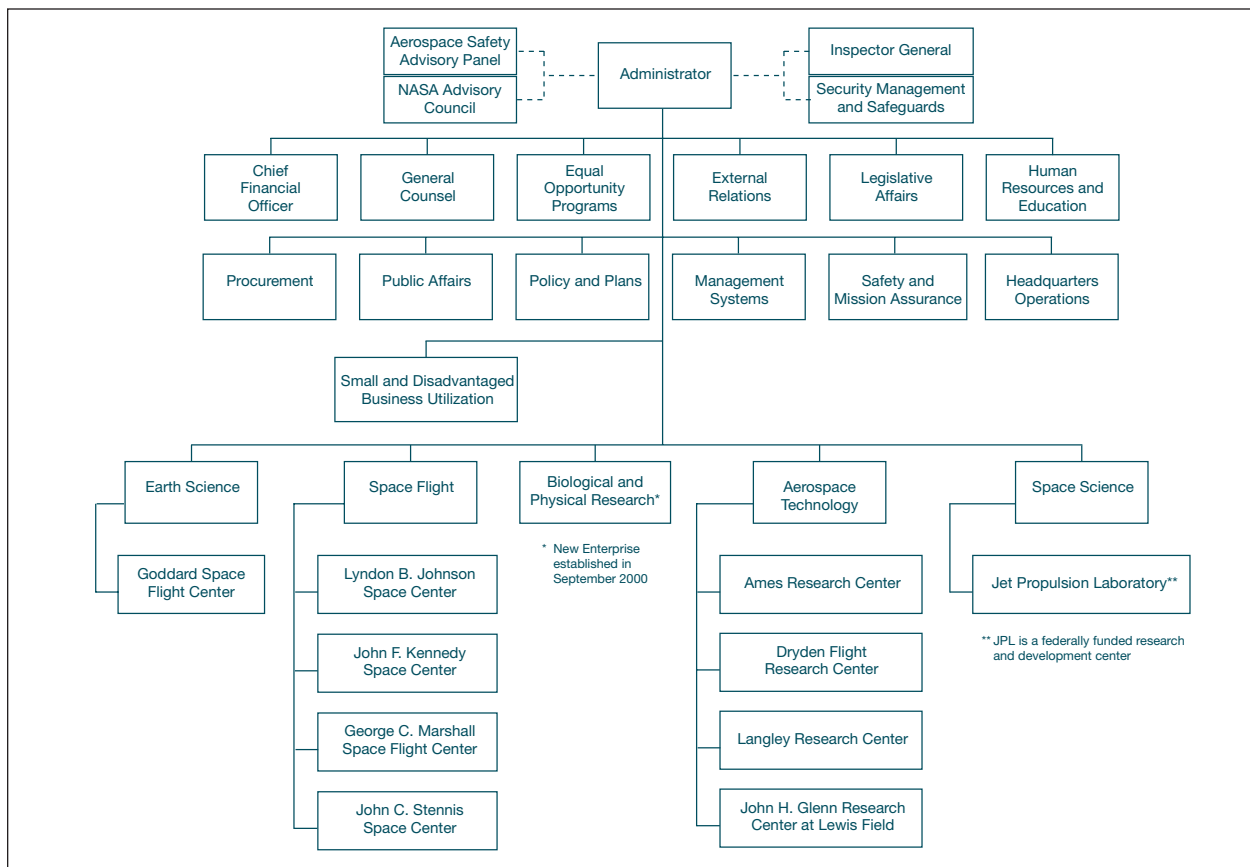 Aerospace Safety
Advisory Panel
NASA Advisory
Council
Administrator
Inspector General
Security Management
and Safeguards
Chief
Financial
Officer
General
Counsel
Equal
Opportunity
Programs
External
Relations
Legislative
Affairs
Human
Resources and
Education
Procurement
Public Affairs
Policy and Plans
Management
Systems
Safety and
Mission Assurance
Headquarters
Operations
Small and Disadvantaged
Business Utilization
Earth Science
Space Flight
Biological and
Physical Research*
Aerospace
Technology
Space Science
* New Enterprise
established in
September 2000
Goddard Space
Flight Center
Lyndon B. Johnson
Space Center
John F. Kennedy
Space Center
George C. Marshall
Space Flight Center
John C. Stennis
Space Center
Ames Research Center
Dryden Flight
Research Center
Langley Research Center
John H. Glenn Research
Center at Lewis Field
Jet Propulsion Laboratory**
** JPL is a federally funded research
and development center